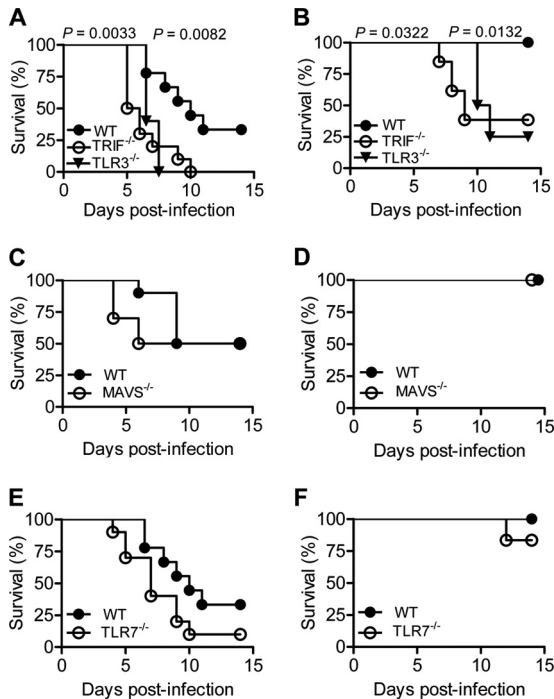 A
P = 0.0033 P = 0.0082
Survival (%)
100
75
50
25
0
WT
TRIF-/-
TLR3-/-
0 5 10 15
Days post-infection
B
P = 0.0322 P = 0.0132
Survival (%)
100
75
50
25
0
WT
TRIF-/-
TLR3-/-
0 5 10 15
Days post-infection
C
Survival (%)
100
75
50
25
0
WT
MAVS-/-
0 5 10 15
Days post-infection
D
Survival (%)
100
75
50
25
0
WT
MAVS-/-
0 5 10 15
Days post-infection
E
Survival (%)
100
75
50
25
0
WT
TLR7-/-
0 5 10 15
Days post-infection
F
Survival (%)
100
75
50
25
0
WT
TLR7-/-
0 5 10 15
Days post-infection